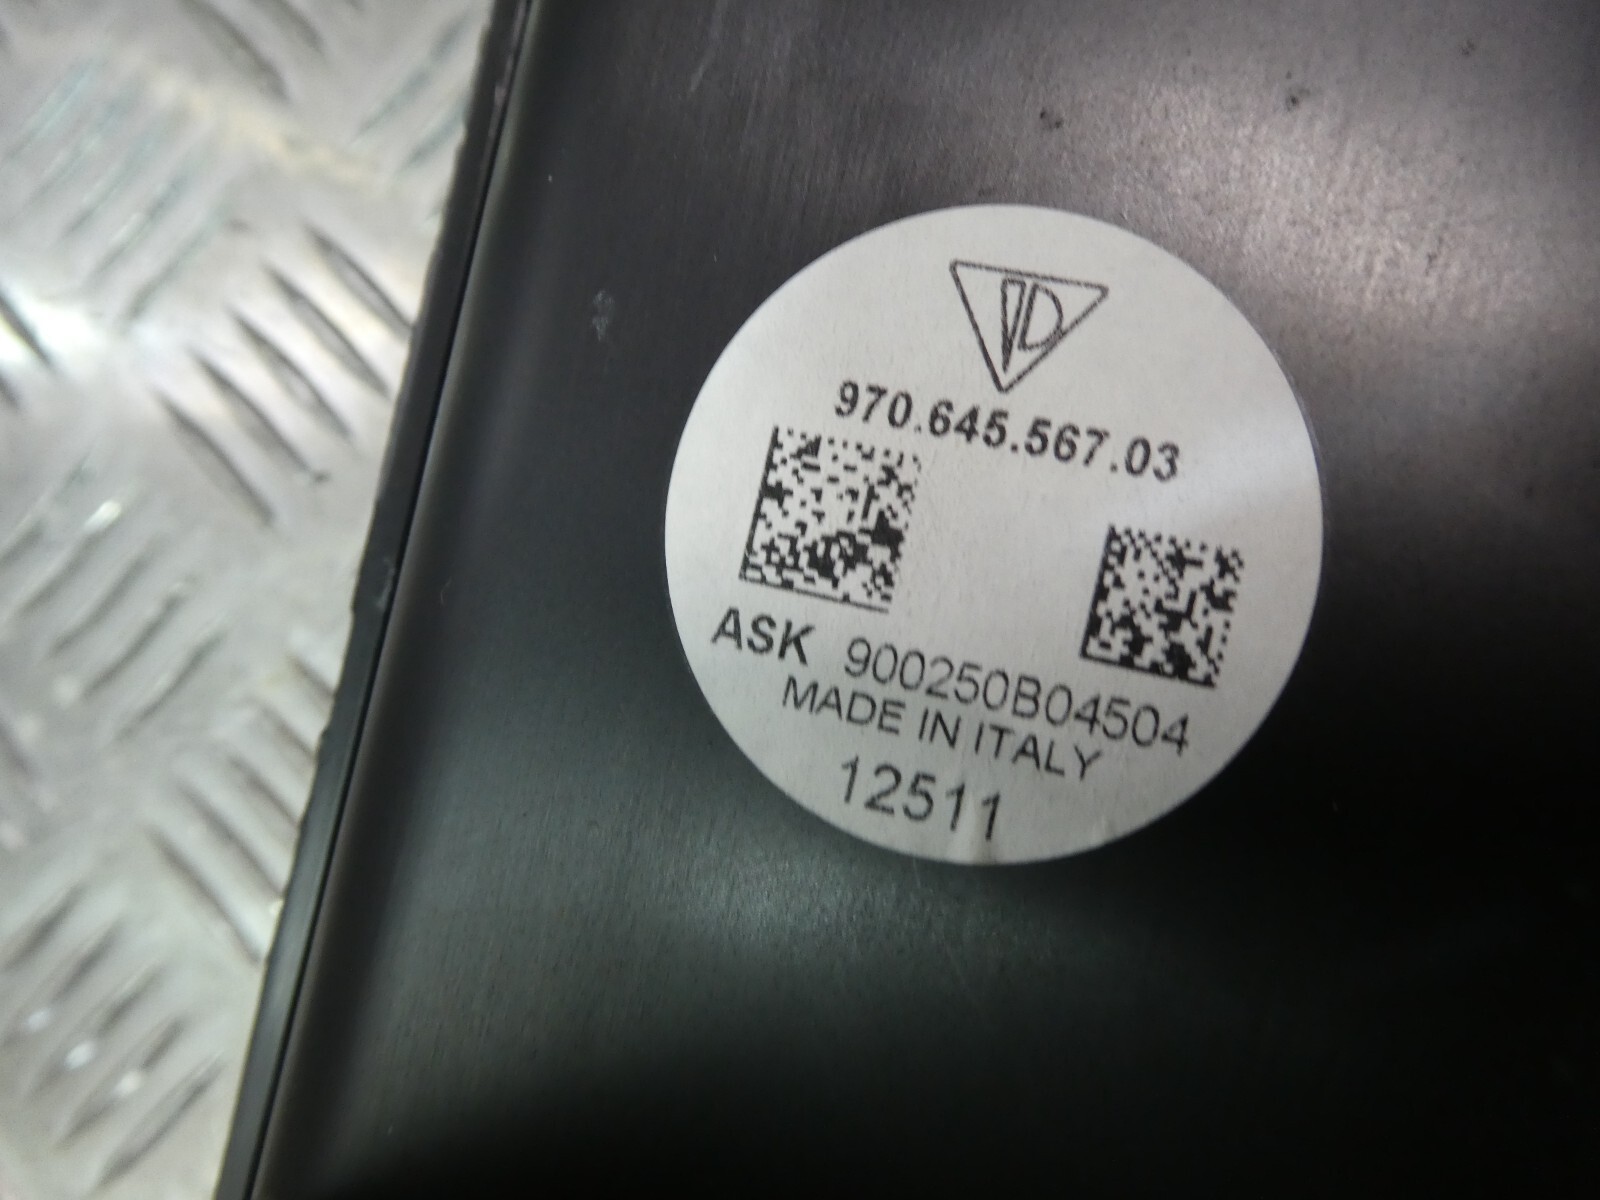 970.645.567.03
ASK 900250B04504
MADE IN ITALY
12511